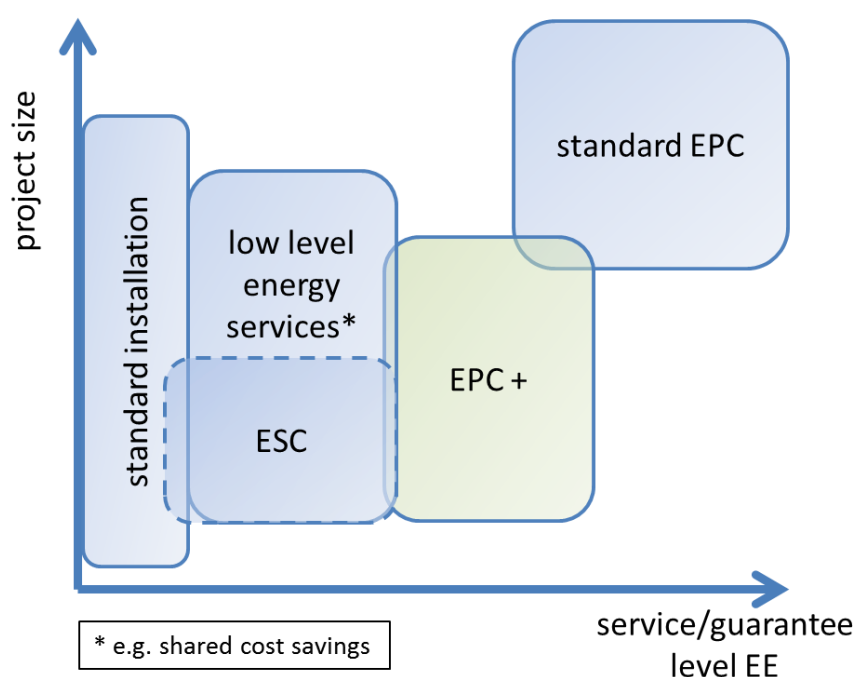 project size
standard installation
low level
energy
services*
ESC
EPC +
standard EPC
service/guarantee
level EE
* e.g. shared cost savings